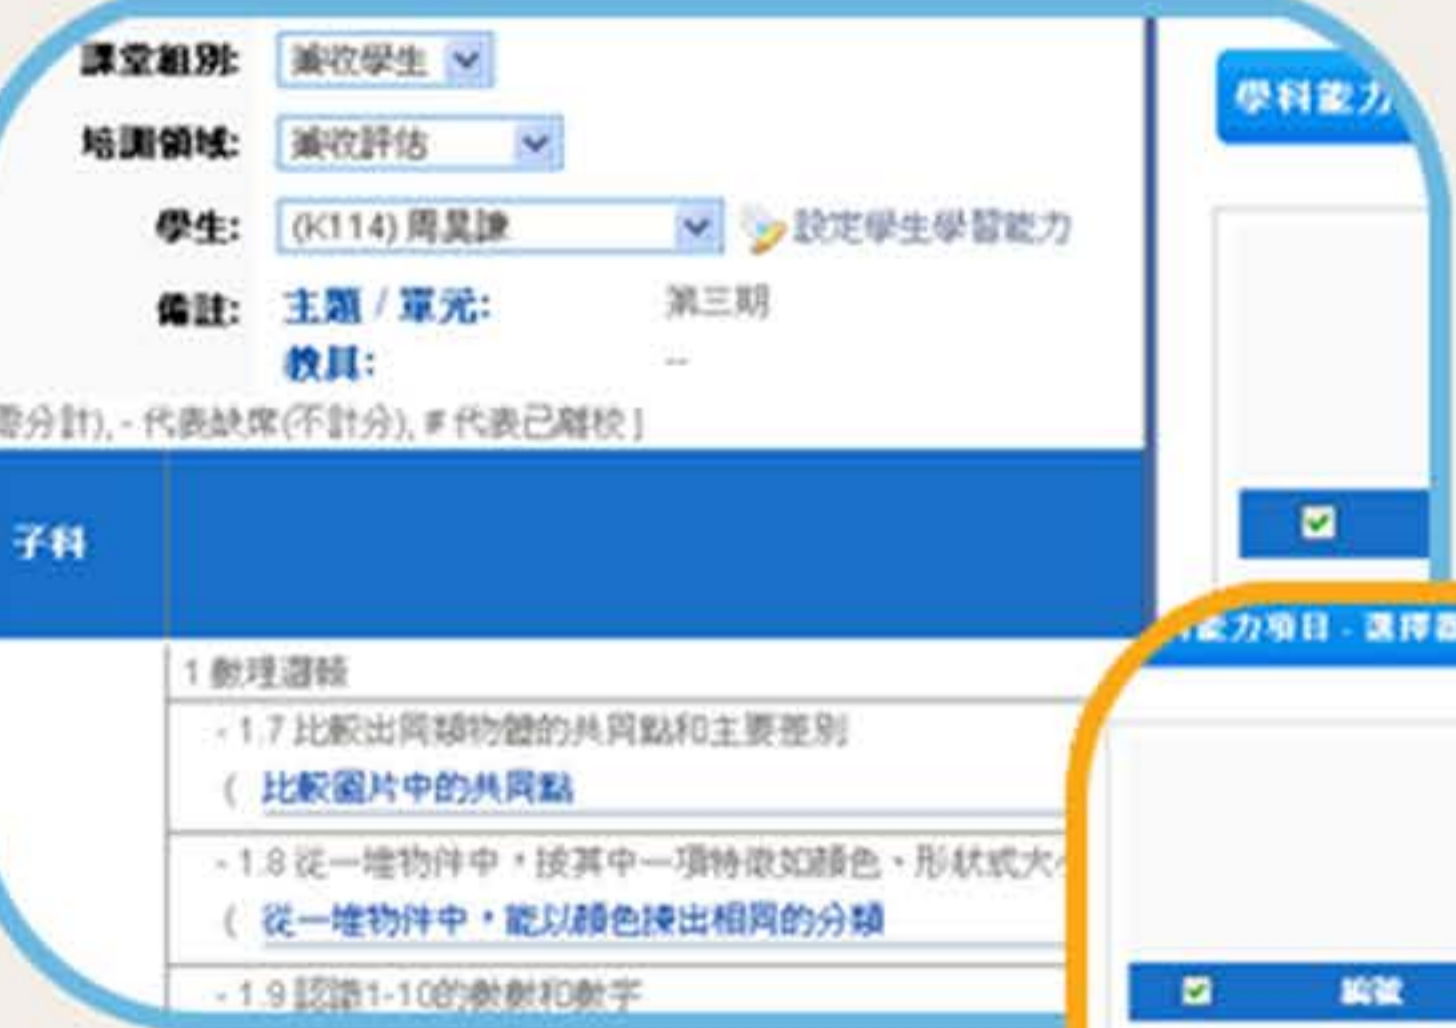 課堂組別: 兼收學生
培訓領域: 兼收評估
學生: (K114) 周昊謙 設定學生學習能力
備註: 主題 / 單元: 第三期
教員: --
分計), - 代表缺席(不計分), # 代表已離校 ]
子科
1 數理邏輯
- 1.7 比較出同類物體的共同點和主要差別
( 比較圖片中的共同點
- 1.8 從一堆物件中，按其中一項特徵如顏色、形狀或大小
( 從一堆物件中，能以顏色揀出相同的分類
- 1.9 認識1-10的數數和數字
學科能力
能力項目 - 選擇器
編號